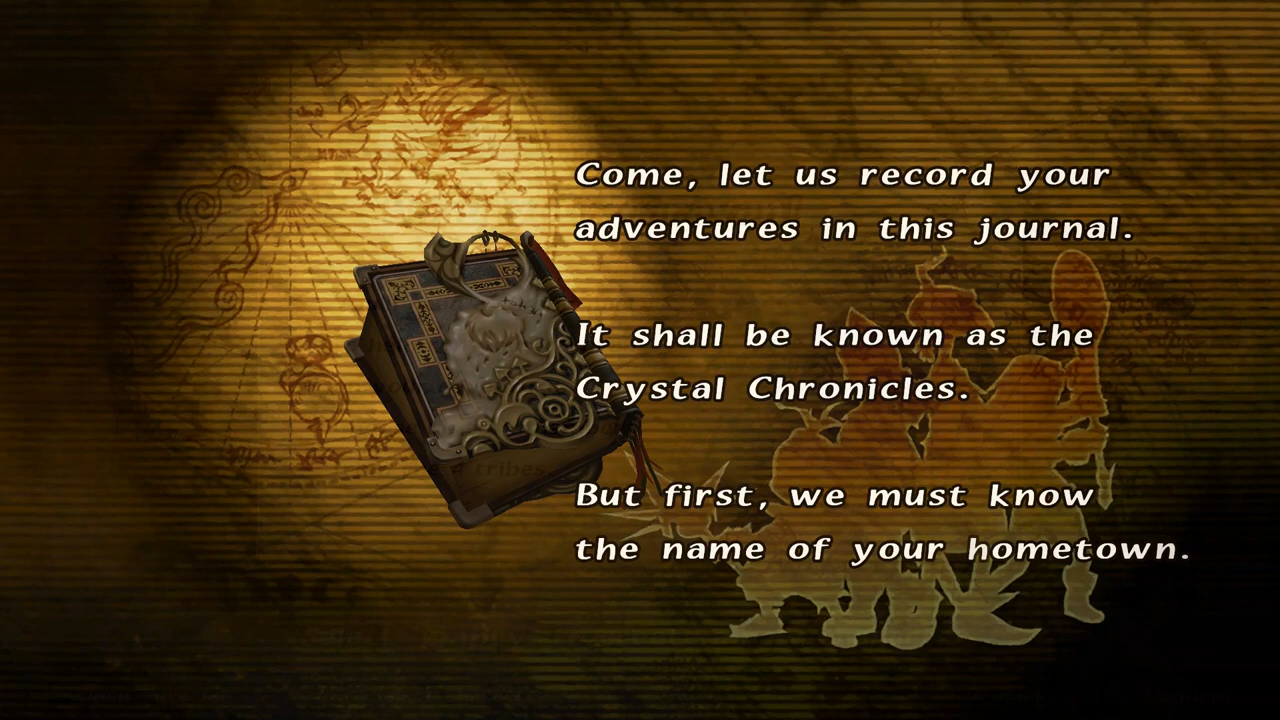 Come, let us record your
adventures in this journal.
It shall be known as the
Crystal Chronicles.
But first, we must know
the name of your hometown.